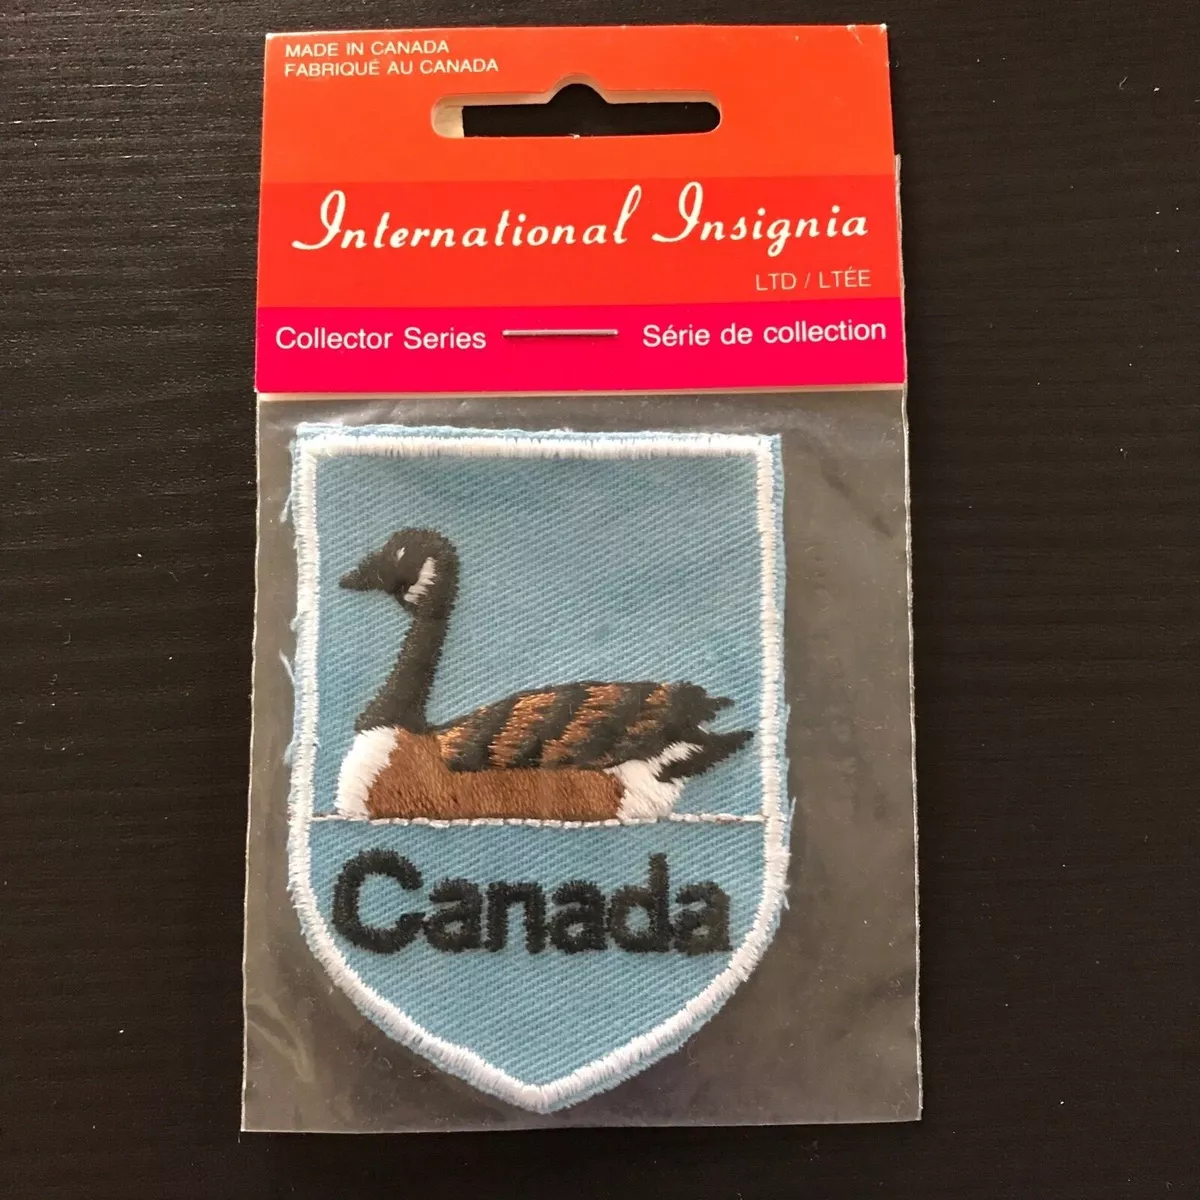 MADE IN CANADA
FABRIQUÉ AU CANADA
International Insignia
LTD / LTÉE
Collector Series Série de collection
Canada